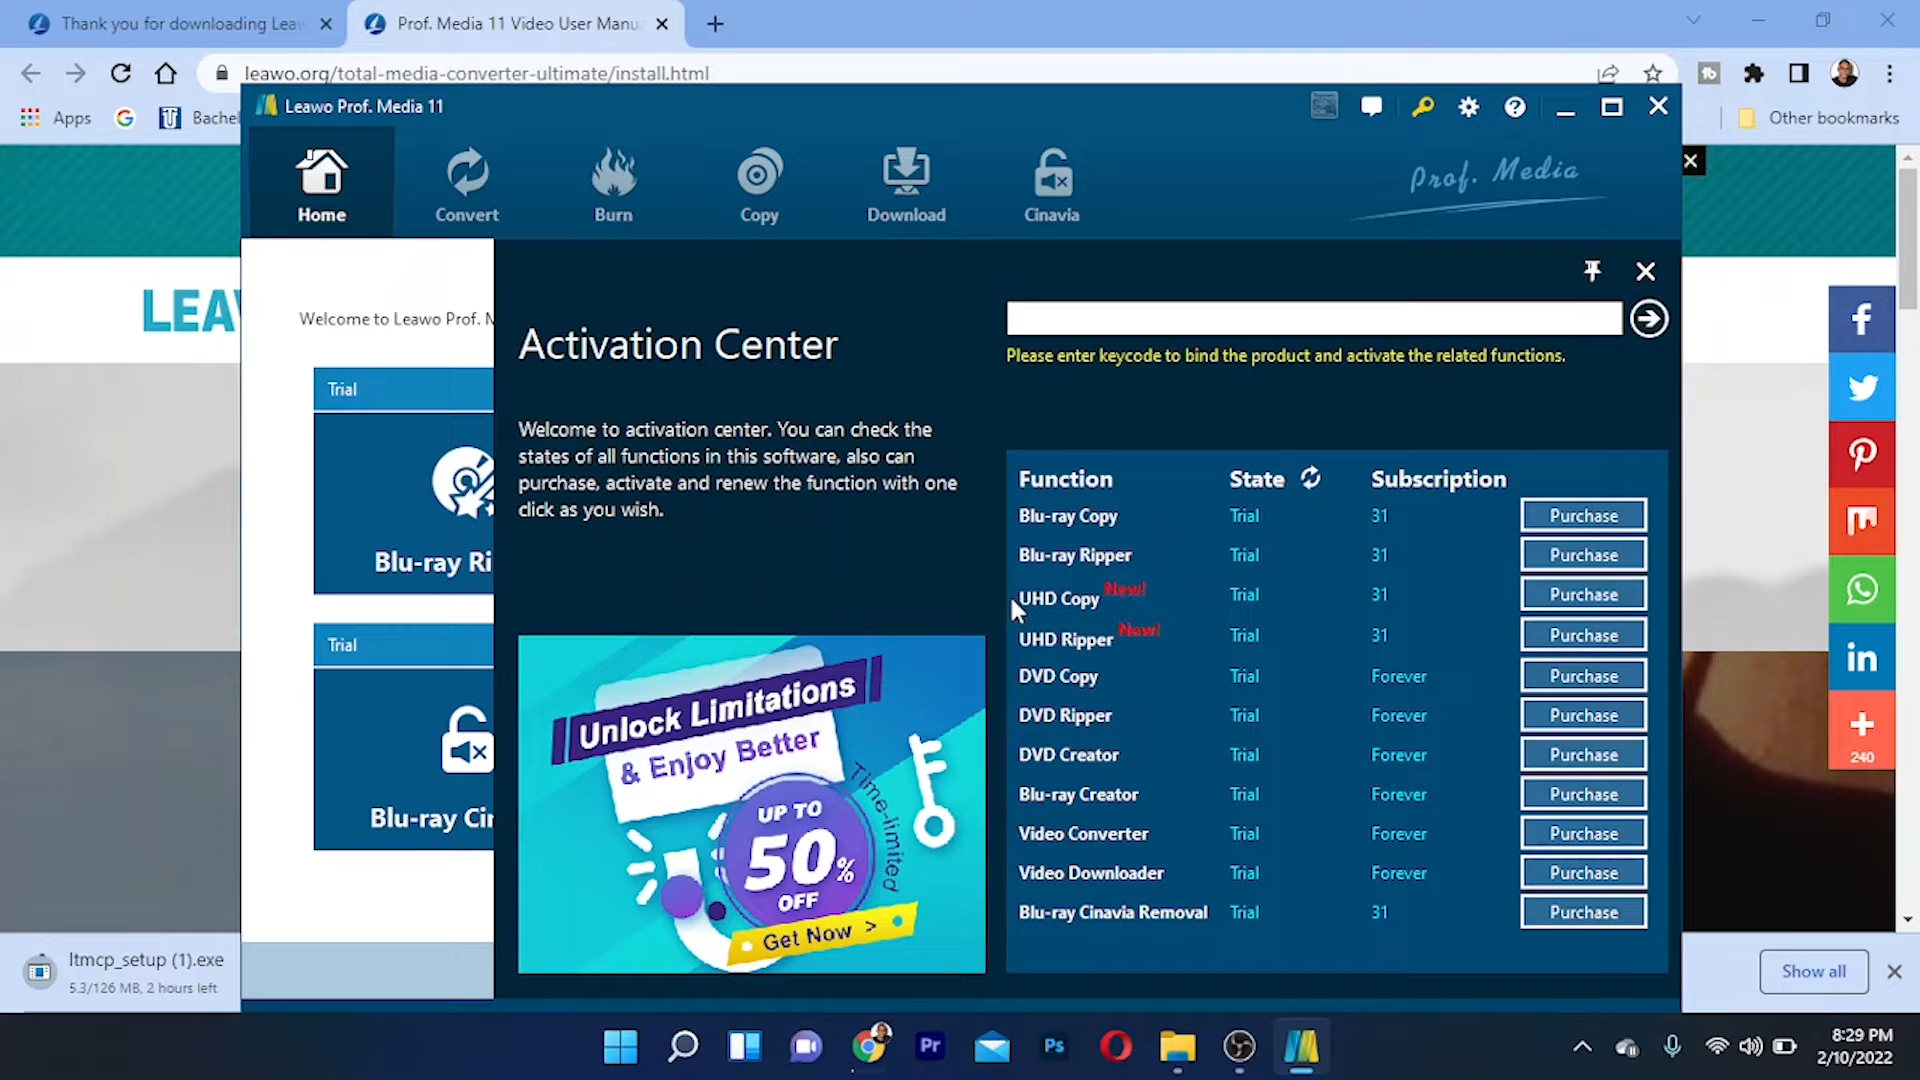 Thank you for downloading Lea
Prof. Media 11 Video User Manu
leawo.org/total-media-converter-ultimate/install.html
Apps
Bachel
Other bookmarks
Leawo Prof. Media 11
Home
Convert
Burn
Copy
Download
Cinavia
Prof. Media
LEAW
Welcome to Leawo Prof. M
Trial
Blu-ray Ri
Trial
Blu-ray Cin
Activation Center
Welcome to activation center. You can check the
states of all functions in this software, also can
purchase, activate and renew the function with one
click as you wish.
Unlock Limitations
& Enjoy Better
Time-limited
UP TO
50%
OFF
Get Now >
Please enter keycode to bind the product and activate the related functions.
Function State Subscription
Blu-ray Copy Trial 31 Purchase
Blu-ray Ripper Trial 31 Purchase
UHD Copy New! Trial 31 Purchase
UHD Ripper New! Trial 31 Purchase
DVD Copy Trial Forever Purchase
DVD Ripper Trial Forever Purchase
DVD Creator Trial Forever Purchase
Blu-ray Creator Trial Forever Purchase
Video Converter Trial Forever Purchase
Video Downloader Trial Forever Purchase
Blu-ray Cinavia Removal Trial 31 Purchase
240
ltmcp_setup (1).exe
5.3/126 MB, 2 hours left
Show all
Pr
Ps
8:29 PM
2/10/2022